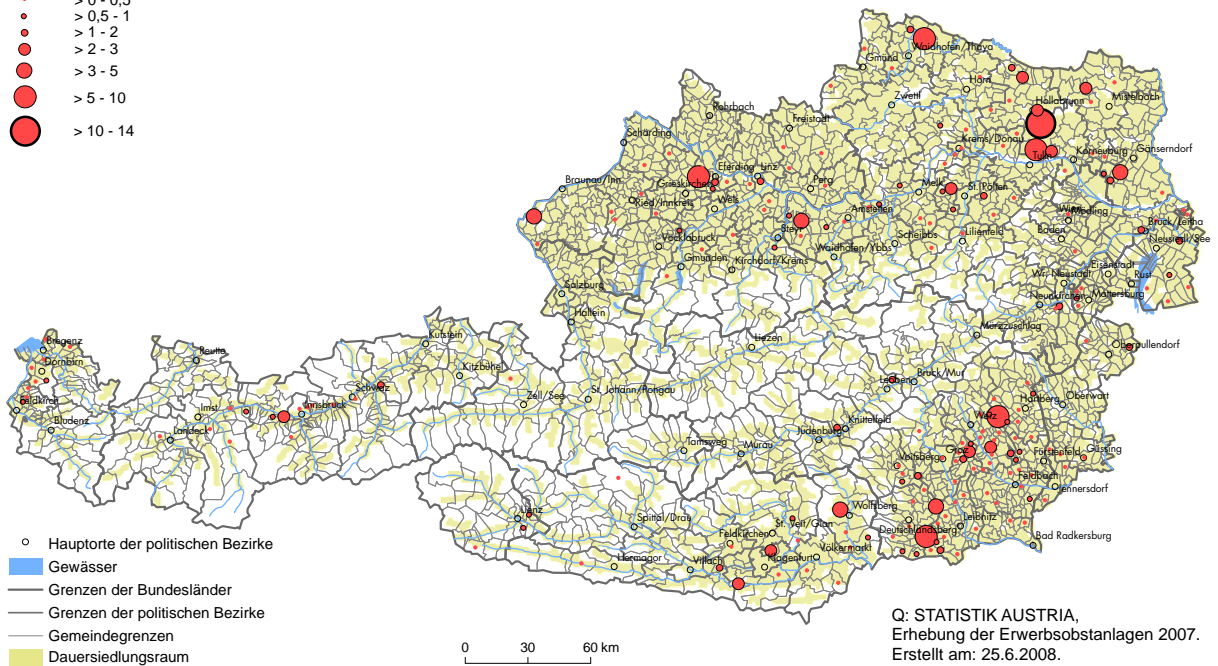 > 0 - 0,5
> 0,5 - 1
> 1 - 2
> 2 - 3
> 3 - 5
> 5 - 10
> 10 - 14
Waidhofen/Thaya
Gmünd
Horn
Zwettl
Hollabrunn
Mistelbach
Rohrbach
Freistadt
Schärding
Krems/Donau
Tulln
Korneuburg
Gänserndorf
Eferding
Linz
Grieskirchen
Braunau/Inn
Perg
Melk
St. Pölten
Ried/Innkreis
Wels
Wien
Mödling
Amstetten
Steyr
Bruck/Leitha
Baden
Lilienfeld
Scheibbs
Neusiedl/See
Vöcklabruck
Waidhofen/Ybbs
Gmunden
Kirchdorf/Krems
Eisenstadt
Wr. Neustadt
Rust
Salzburg
Neunkirchen
Mattersburg
Hallein
Mürzzuschlag
Bregenz
Kufstein
Liezen
Oberpullendorf
Reutte
Dornbirn
Kitzbühel
Leoben
Bruck/Mur
Schwaz
St. Johann/Pongau
Feldkirch
Imst
Innsbruck
Zell/See
Hartberg
Oberwart
Bludenz
Knittelfeld
Weiz
Landeck
Judenburg
Tamsweg
Murau
Voitsberg
Graz
Fürstenfeld
Güssing
Feldbach
Jennersdorf
Lienz
Spittal/Drau
Wolfsberg
St. Veit/Glan
Feldkirchen
Deutschlandsberg
Leibnitz
Bad Radkersburg
Völkermarkt
Klagenfurt
Villach
Hermagor
Hauptorte der politischen Bezirke
Gewässer
Grenzen der Bundesländer
Grenzen der politischen Bezirke
Gemeindegrenzen
Dauersiedlungsraum
0 30 60 km
Q: STATISTIK AUSTRIA,
Erhebung der Erwerbsobstanlagen 2007.
Erstellt am: 25.6.2008.